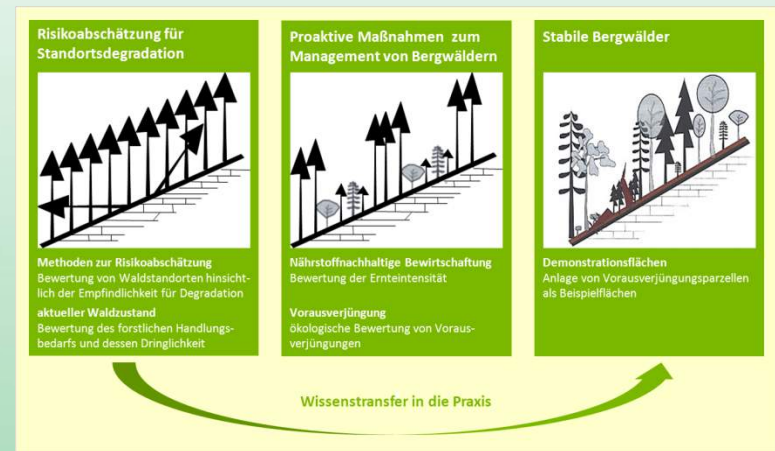 Risikoabschätzung für
Standortsdegradation
Methoden zur Risikoabschätzung
Bewertung von Waldstandorten hinsicht-
lich der Empfindlichkeit für Degradation
aktueller Waldzustand
Bewertung des forstlichen Handlungs-
bedarfs und dessen Dringlichkeit
Proaktive Maßnahmen zum
Management von Bergwäldern
Nährstoffnachhaltige Bewirtschaftung
Bewertung der Ernteintensität
Vorausverjüngung
ökologische Bewertung von Voraus-
verjüngungen
Stabile Bergwälder
Demonstrationsflächen
Anlage von Vorausverjüngungsparzellen
als Beispielflächen
Wissenstransfer in die Praxis